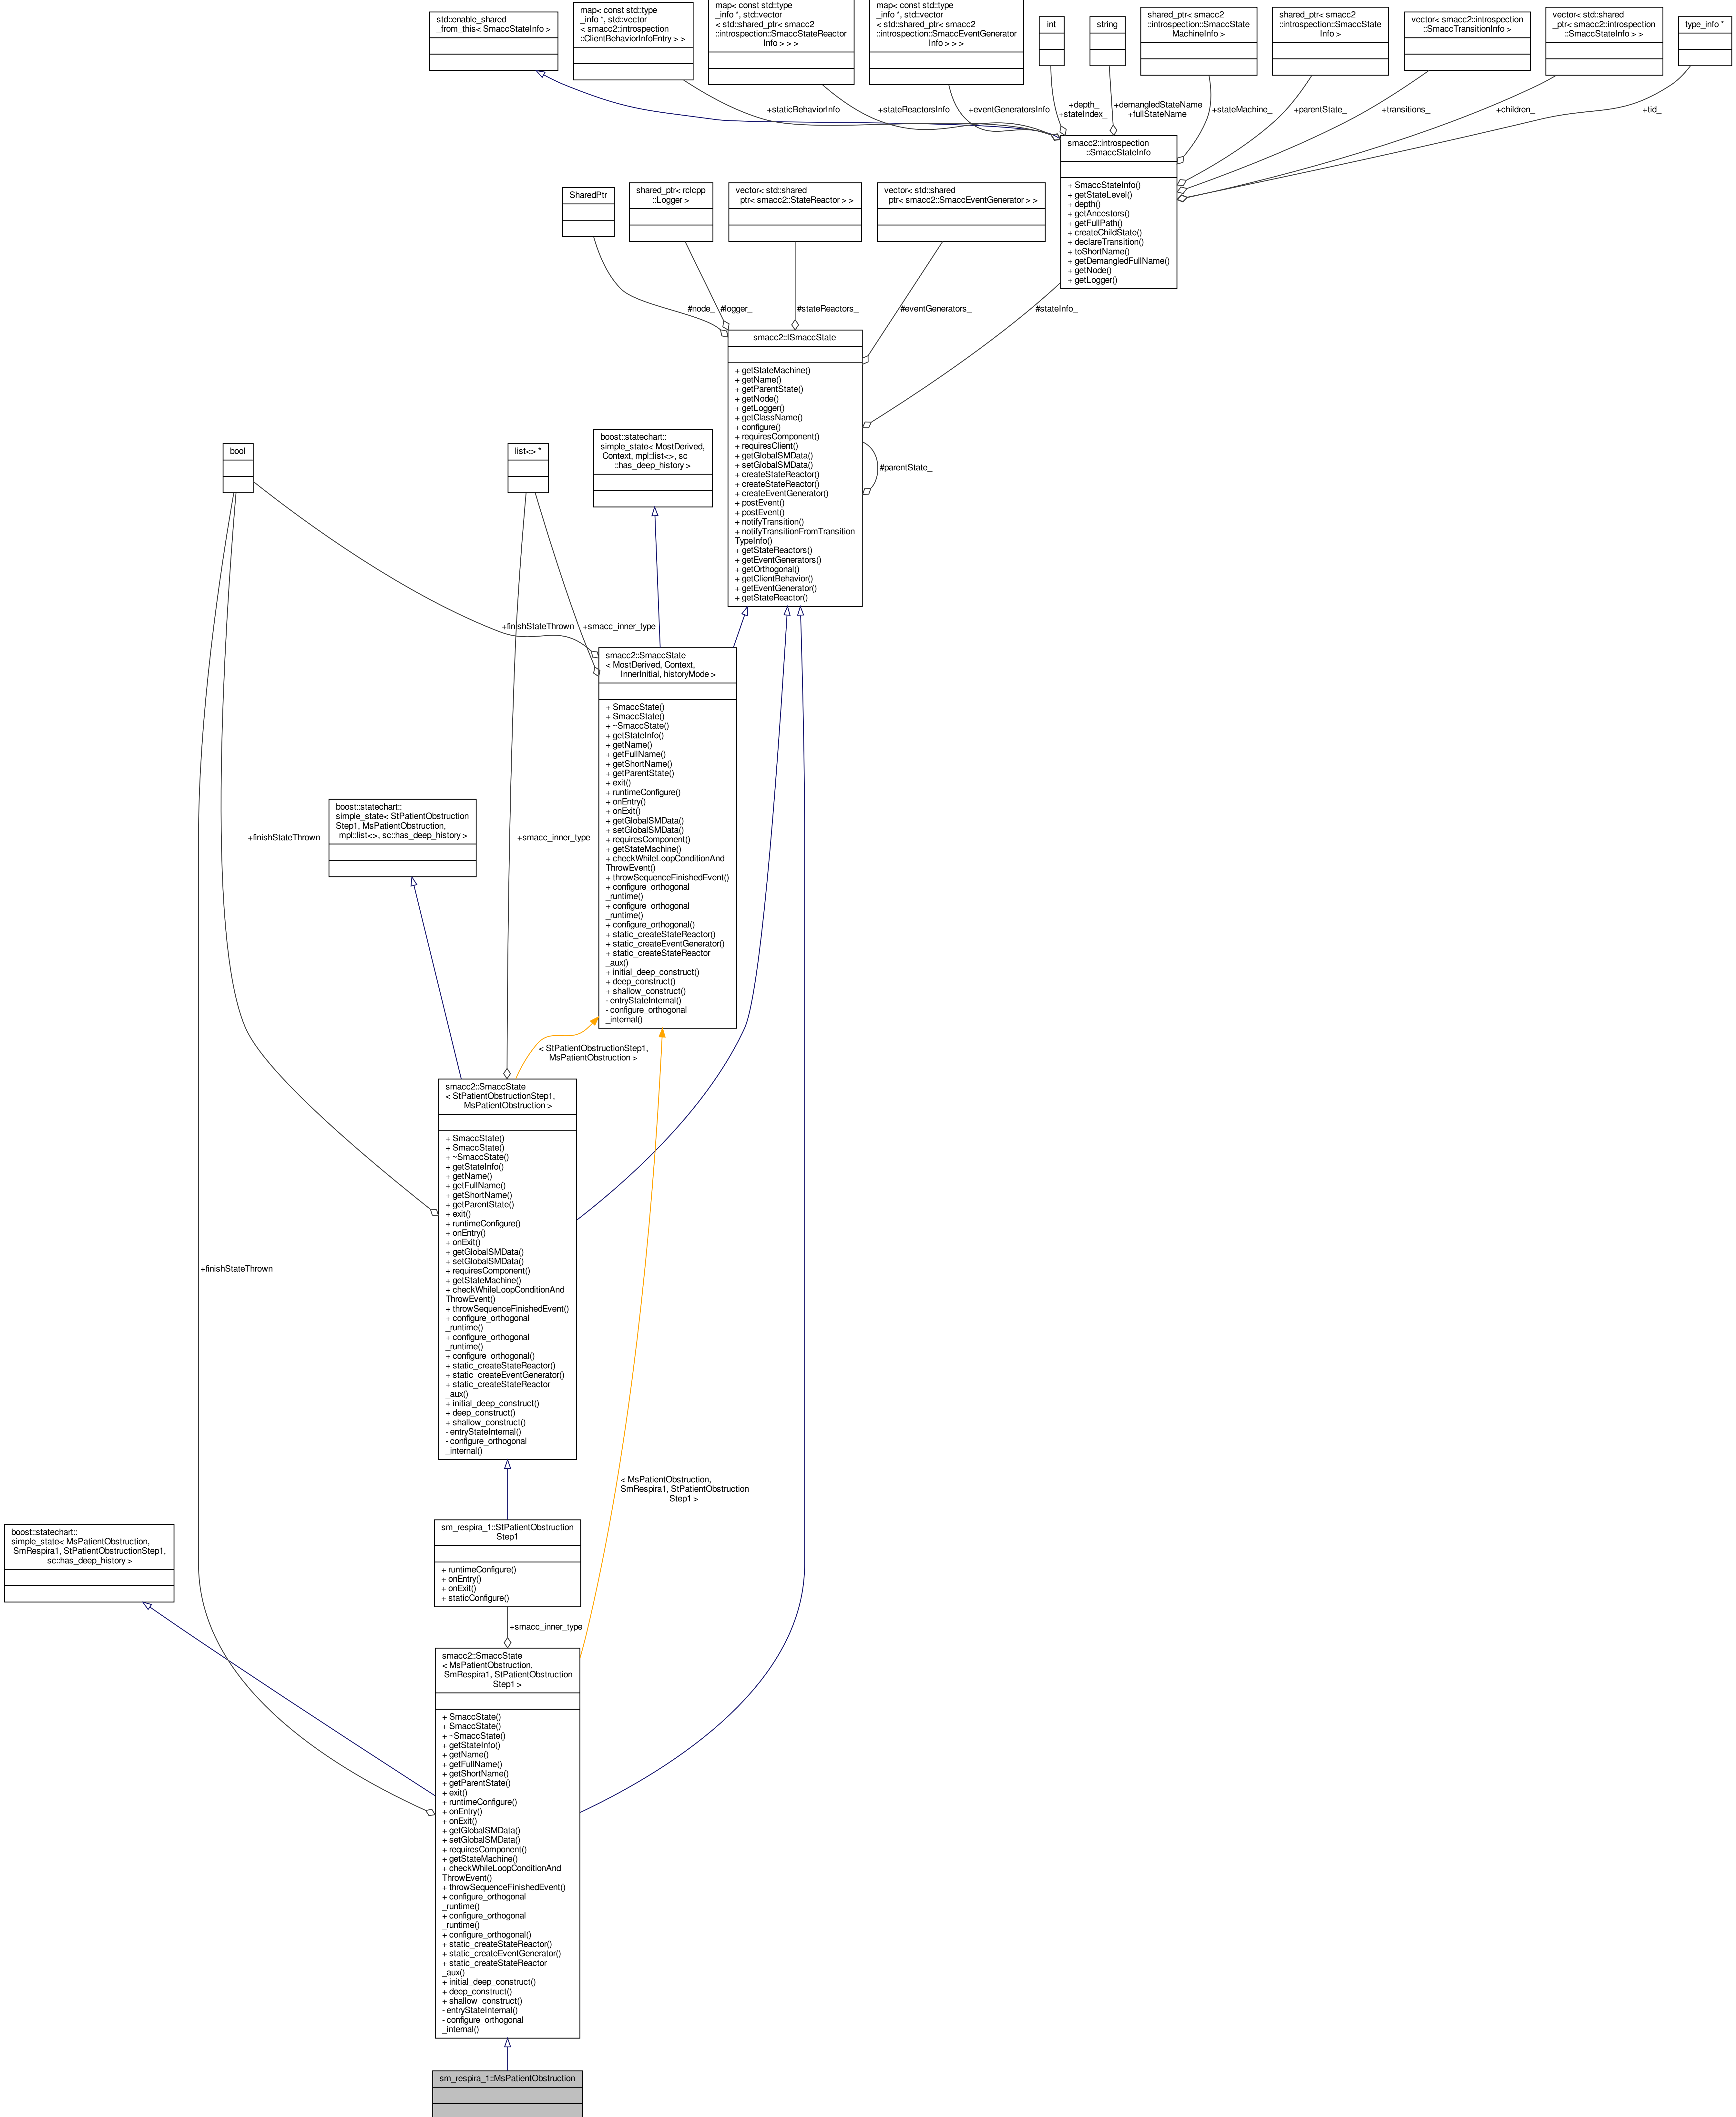 std::enable_shared
_from_this< SmaccStateInfo >
map< const std::type
_info *, std::vector
< smacc2::introspection
::ClientBehaviorInfoEntry > >
map< const std::type
_info *, std::vector
< std::shared_ptr< smacc2
::introspection::SmaccStateReactor
Info > > >
map< const std::type
_info *, std::vector
< std::shared_ptr< smacc2
::introspection::SmaccEventGenerator
Info > > >
int
string
shared_ptr< smacc2
::introspection::SmaccState
MachineInfo >
shared_ptr< smacc2
::introspection::SmaccState
Info >
vector< smacc2::introspection
::SmaccTransitionInfo >
vector< std::shared
_ptr< smacc2::introspection
::SmaccStateInfo > >
type_info *
+staticBehaviorInfo
+stateReactorsInfo
+eventGeneratorsInfo
+depth_
+stateIndex_
+demangledStateName
+fullStateName
+stateMachine_
+parentState_
+transitions_
+children_
+tid_
smacc2::introspection
::SmaccStateInfo
+ SmaccStateInfo()
+ getStateLevel()
+ depth()
+ getAncestors()
+ getFullPath()
+ createChildState()
+ declareTransition()
+ toShortName()
+ getDemangledFullName()
+ getNode()
+ getLogger()
SharedPtr
shared_ptr< rclcpp
::Logger >
vector< std::shared
_ptr< smacc2::StateReactor > >
vector< std::shared
_ptr< smacc2::SmaccEventGenerator > >
#node_
#logger_
#stateReactors_
#eventGenerators_
#stateInfo_
smacc2::ISmaccState
+ getStateMachine()
+ getName()
+ getParentState()
+ getNode()
+ getLogger()
+ getClassName()
+ configure()
+ requiresComponent()
+ requiresClient()
+ getGlobalSMData()
+ setGlobalSMData()
+ createStateReactor()
+ createStateReactor()
+ createEventGenerator()
+ postEvent()
+ postEvent()
+ notifyTransition()
+ notifyTransitionFromTransition
TypeInfo()
+ getStateReactors()
+ getEventGenerators()
+ getOrthogonal()
+ getClientBehavior()
+ getEventGenerator()
+ getStateReactor()
#parentState_
bool
list<> *
boost::statechart::
simple_state< MostDerived,
Context, mpl::list<>, sc
::has_deep_history >
+finishStateThrown
+smacc_inner_type
smacc2::SmaccState
< MostDerived, Context,
InnerInitial, historyMode >
+ SmaccState()
+ SmaccState()
+ ~SmaccState()
+ getStateInfo()
+ getName()
+ getFullName()
+ getShortName()
+ getParentState()
+ exit()
+ runtimeConfigure()
+ onEntry()
+ onExit()
+ getGlobalSMData()
+ setGlobalSMData()
+ requiresComponent()
+ getStateMachine()
+ checkWhileLoopConditionAnd
ThrowEvent()
+ throwSequenceFinishedEvent()
+ configure_orthogonal
_runtime()
+ configure_orthogonal
_runtime()
+ configure_orthogonal()
+ static_createStateReactor()
+ static_createEventGenerator()
+ static_createStateReactor
_aux()
+ initial_deep_construct()
+ deep_construct()
+ shallow_construct()
- entryStateInternal()
- configure_orthogonal
_internal()
boost::statechart::
simple_state< StPatientObstruction
Step1, MsPatientObstruction,
mpl::list<>, sc::has_deep_history >
+finishStateThrown
+smacc_inner_type
< StPatientObstructionStep1,
MsPatientObstruction >
smacc2::SmaccState
< StPatientObstructionStep1,
MsPatientObstruction >
+ SmaccState()
+ SmaccState()
+ ~SmaccState()
+ getStateInfo()
+ getName()
+ getFullName()
+ getShortName()
+ getParentState()
+ exit()
+ runtimeConfigure()
+ onEntry()
+ onExit()
+ getGlobalSMData()
+ setGlobalSMData()
+ requiresComponent()
+ getStateMachine()
+ checkWhileLoopConditionAnd
ThrowEvent()
+ throwSequenceFinishedEvent()
+ configure_orthogonal
_runtime()
+ configure_orthogonal
_runtime()
+ configure_orthogonal()
+ static_createStateReactor()
+ static_createEventGenerator()
+ static_createStateReactor
_aux()
+ initial_deep_construct()
+ deep_construct()
+ shallow_construct()
- entryStateInternal()
- configure_orthogonal
_internal()
+finishStateThrown
< MsPatientObstruction,
SmRespira1, StPatientObstruction
Step1 >
boost::statechart::
simple_state< MsPatientObstruction,
SmRespira1, StPatientObstructionStep1,
sc::has_deep_history >
sm_respira_1::StPatientObstruction
Step1
+ runtimeConfigure()
+ onEntry()
+ onExit()
+ staticConfigure()
+smacc_inner_type
smacc2::SmaccState
< MsPatientObstruction,
SmRespira1, StPatientObstruction
Step1 >
+ SmaccState()
+ SmaccState()
+ ~SmaccState()
+ getStateInfo()
+ getName()
+ getFullName()
+ getShortName()
+ getParentState()
+ exit()
+ runtimeConfigure()
+ onEntry()
+ onExit()
+ getGlobalSMData()
+ setGlobalSMData()
+ requiresComponent()
+ getStateMachine()
+ checkWhileLoopConditionAnd
ThrowEvent()
+ throwSequenceFinishedEvent()
+ configure_orthogonal
_runtime()
+ configure_orthogonal
_runtime()
+ configure_orthogonal()
+ static_createStateReactor()
+ static_createEventGenerator()
+ static_createStateReactor
_aux()
+ initial_deep_construct()
+ deep_construct()
+ shallow_construct()
- entryStateInternal()
- configure_orthogonal
_internal()
sm_respira_1::MsPatientObstruction